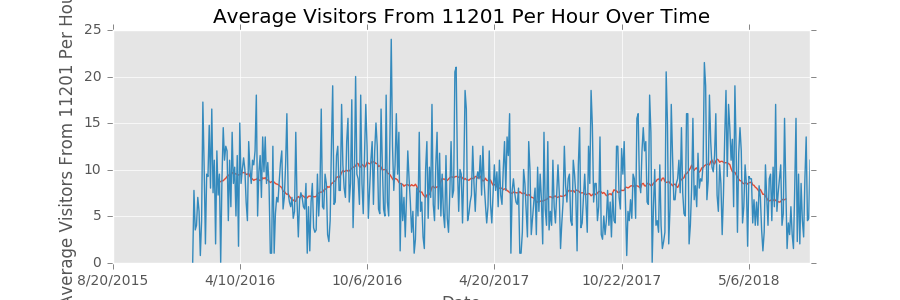 Average Visitors From 11201 Per Hour Over Time
Average Visitors From 11201 Per Hour
25
20
15
10
5
0
8/20/2015 4/10/2016 10/6/2016 4/20/2017 10/22/2017 5/6/2018
Date